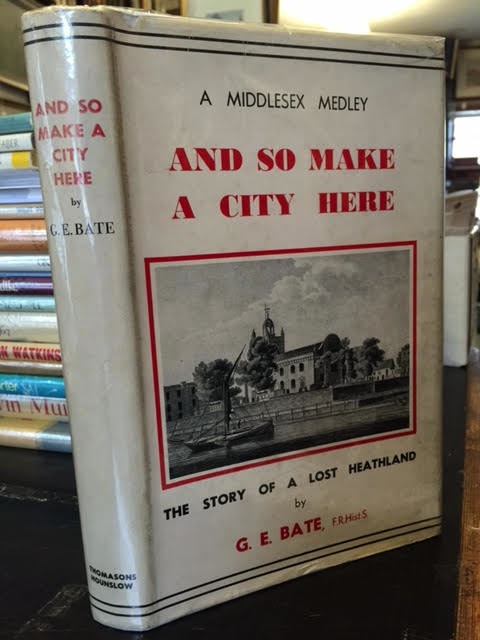 A MIDDLESEX MEDLEY
AND SO MAKE
A CITY HERE
THE STORY OF A LOST HEATHLAND
by
G. E. BATE, F.R.Hist.S.
AND SO
MAKE A
CITY
HERE
by
G. E. BATE
THOMASONS
HOUNSLOW
WATKINS